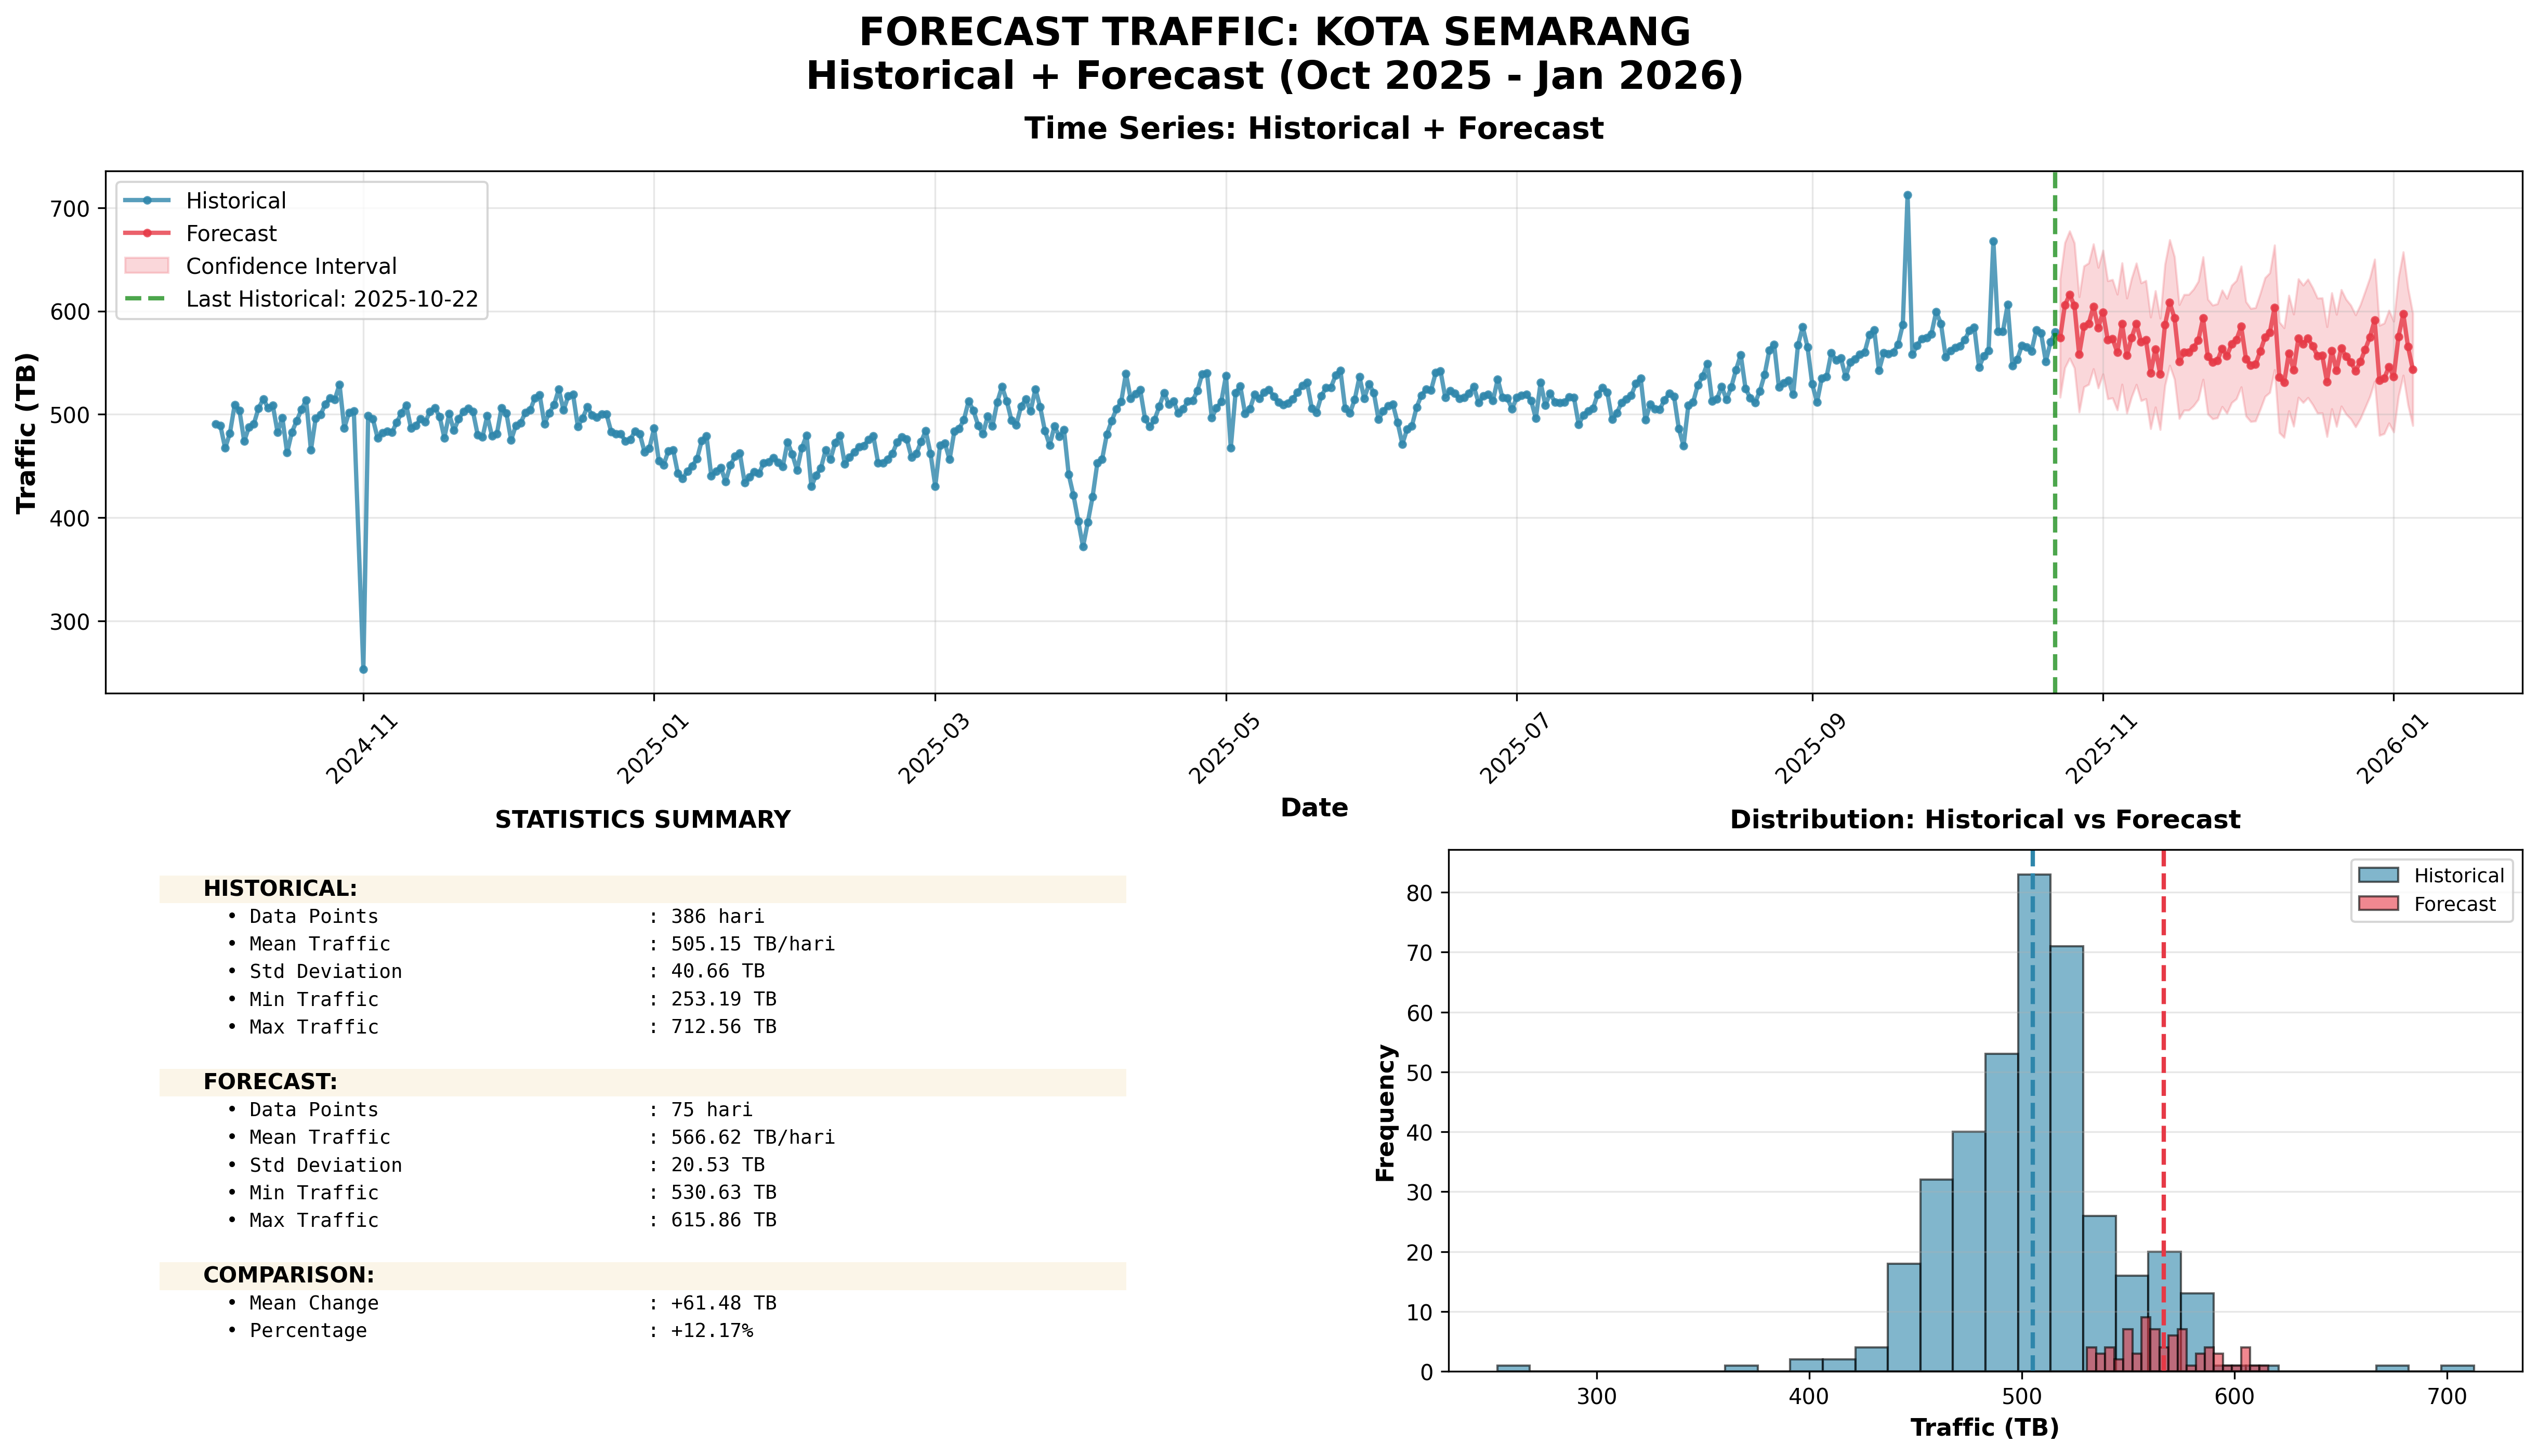 FORECAST TRAFFIC: KOTA SEMARANG
Historical + Forecast (Oct 2025 - Jan 2026)
Time Series: Historical + Forecast
Historical
Forecast
Confidence Interval
Last Historical: 2025-10-22
Traffic (TB)
700
600
500
400
300
2024-11
2025-01
2025-03
2025-05
2025-07
2025-09
2025-11
2026-01
Date
STATISTICS SUMMARY
HISTORICAL:
• Data Points : 386 hari
• Mean Traffic : 505.15 TB/hari
• Std Deviation : 40.66 TB
• Min Traffic : 253.19 TB
• Max Traffic : 712.56 TB
FORECAST:
• Data Points : 75 hari
• Mean Traffic : 566.62 TB/hari
• Std Deviation : 20.53 TB
• Min Traffic : 530.63 TB
• Max Traffic : 615.86 TB
COMPARISON:
• Mean Change : +61.48 TB
• Percentage : +12.17%
Distribution: Historical vs Forecast
Historical
Forecast
Frequency
80
70
60
50
40
30
20
10
0
300
400
500
600
700
Traffic (TB)